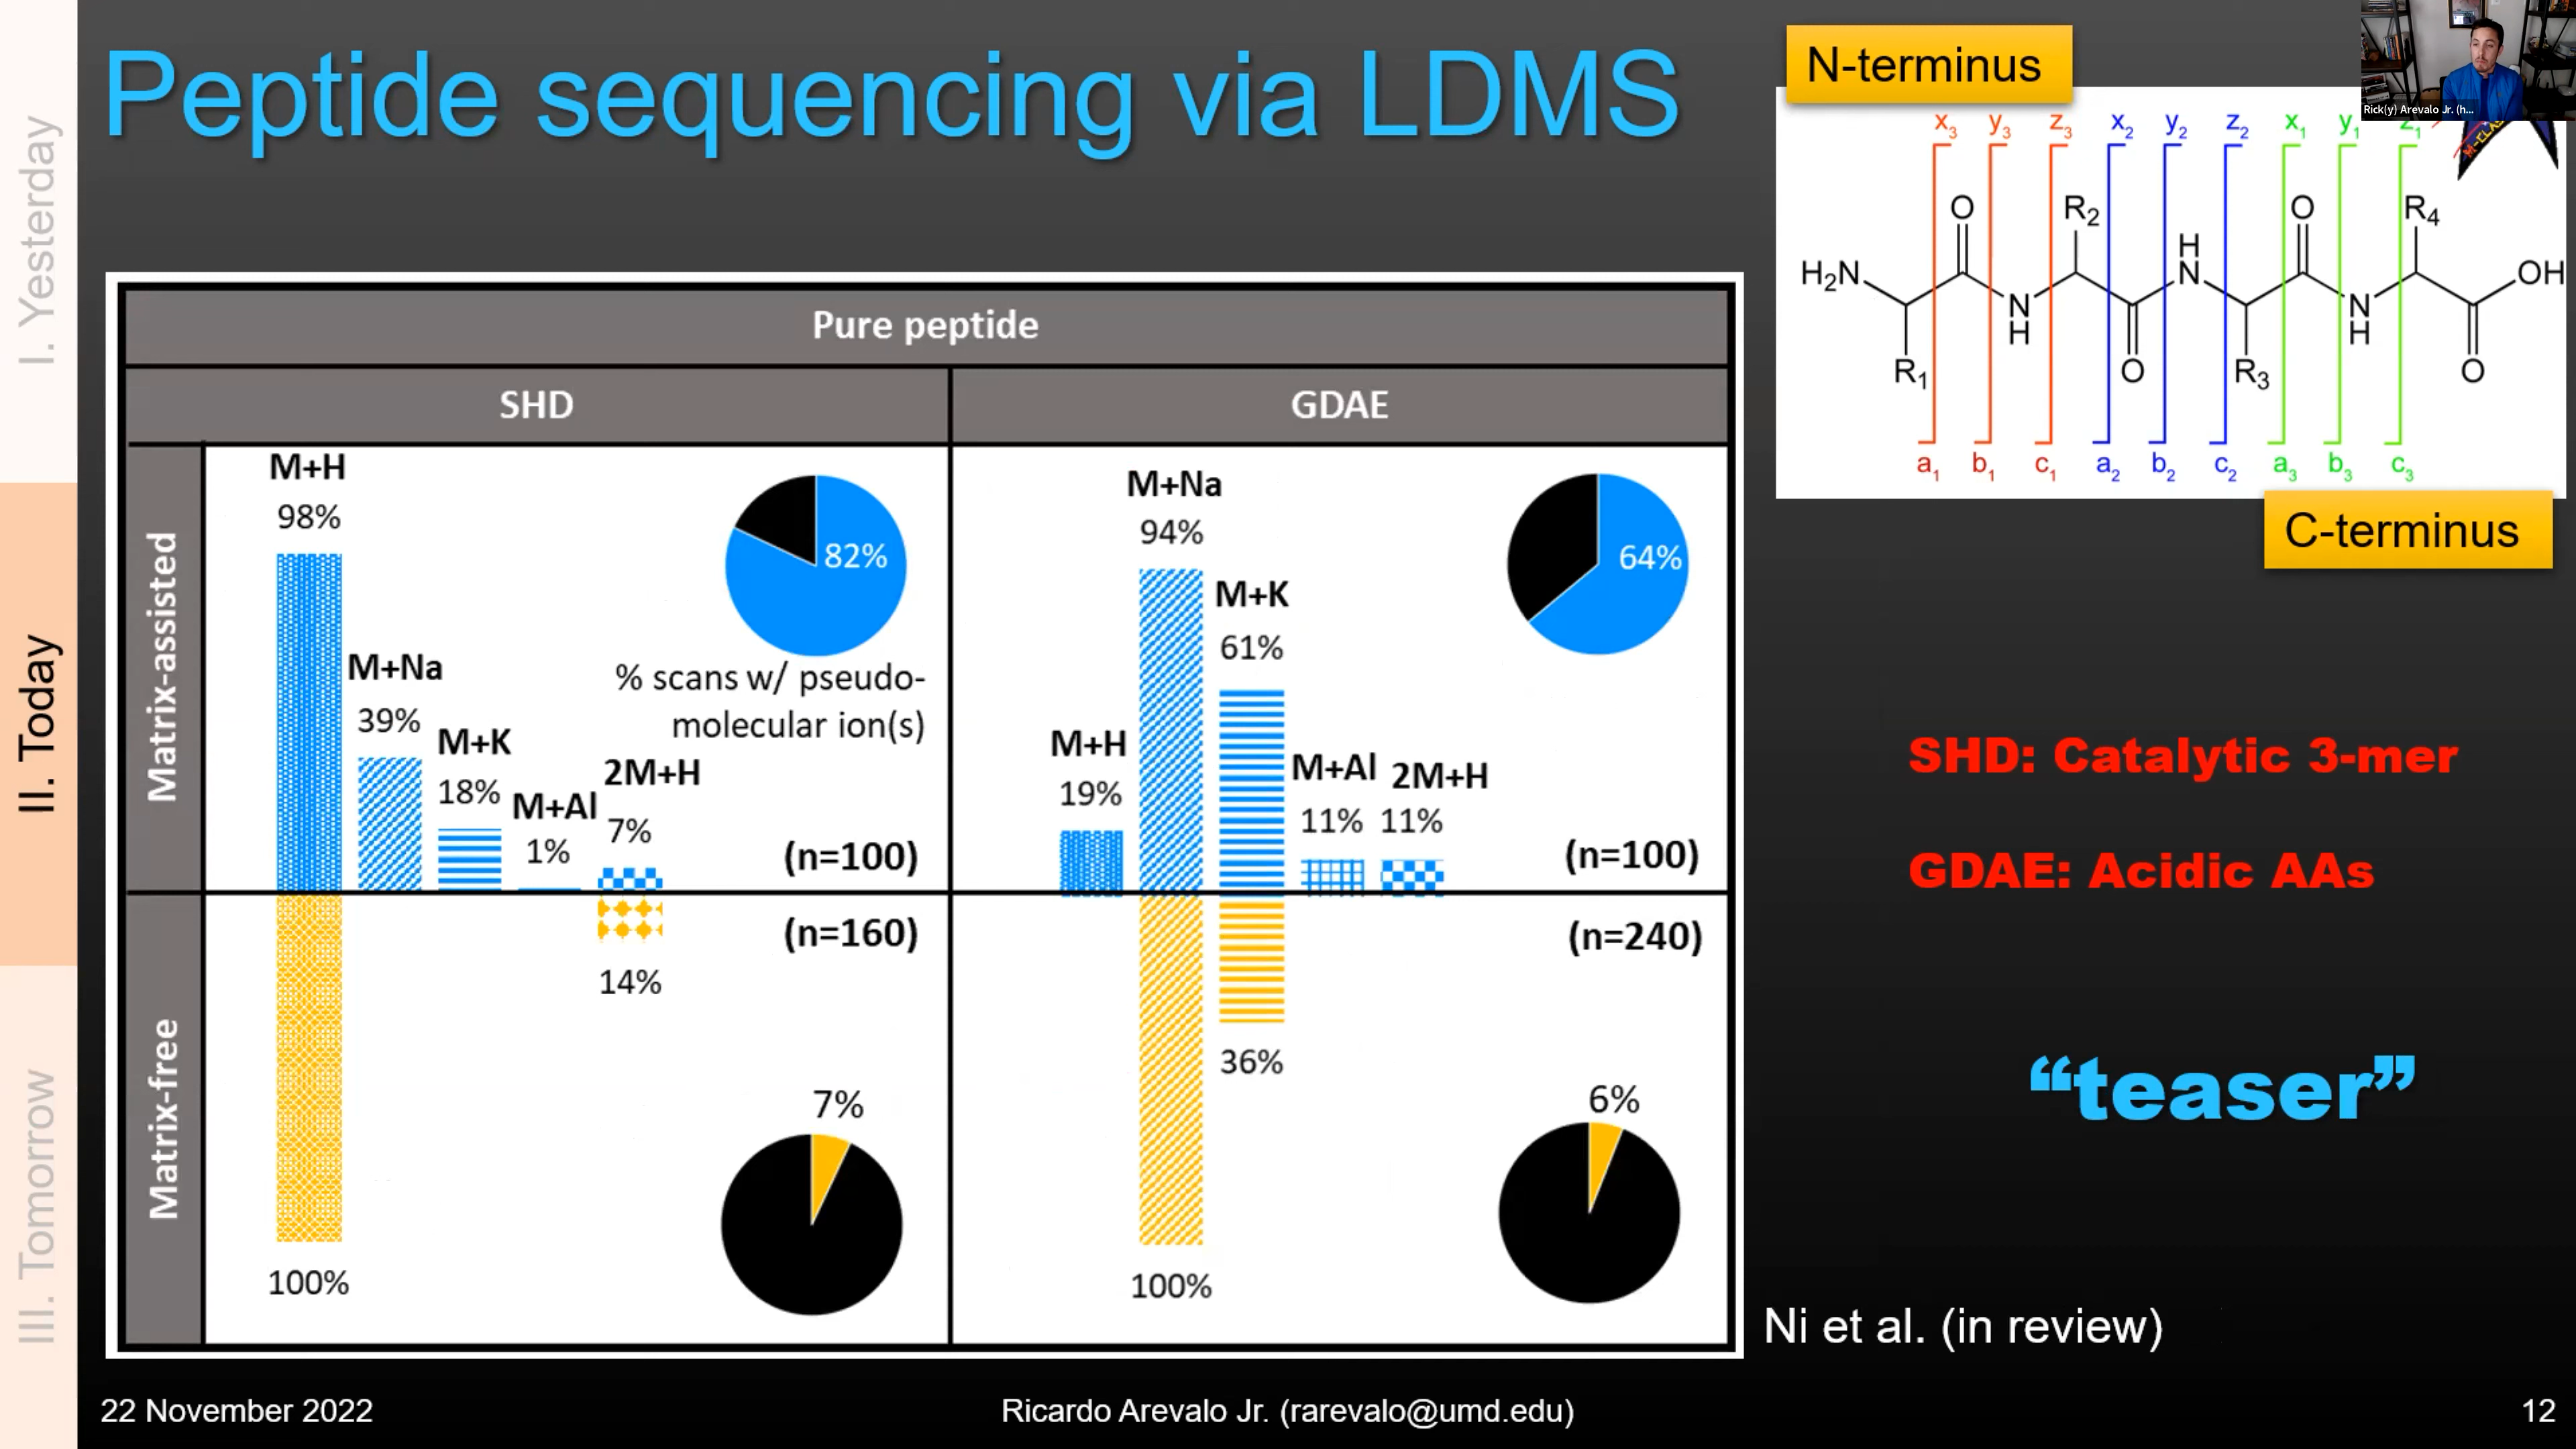 Peptide sequencing via LDMS
I. Yesterday
II. Today
III. Tomorrow
Pure peptide
SHD
GDAE
Matrix-assisted
M+H
98%
M+Na
39%
M+K
18%
M+Al
1%
2M+H
7%
82%
% scans w/ pseudo-
molecular ion(s)
(n=100)
M+H
19%
M+Na
94%
M+K
61%
M+Al
11%
2M+H
11%
64%
(n=100)
Matrix-free
100%
14%
(n=160)
7%
100%
36%
(n=240)
6%
N-terminus
Rick(y) Arevalo Jr. (h...
x3 y3 z3 x2 y2 z2 x1 y1 z1
O R2 H O R4
H2N N OH
N N
H H
R1 O R3 O
a1 b1 c1 a2 b2 c2 a3 b3 c3
C-terminus
SHD: Catalytic 3-mer
GDAE: Acidic AAs
“teaser”
Ni et al. (in review)
22 November 2022
Ricardo Arevalo Jr. (rarevalo@umd.edu)
12